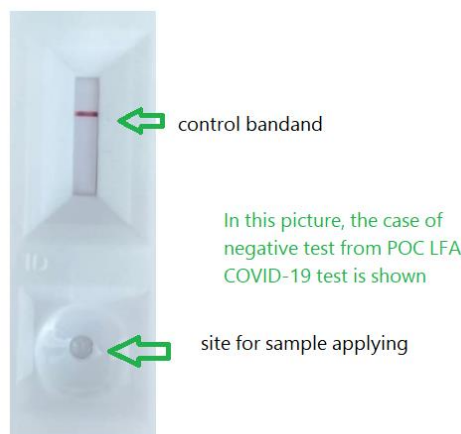 control bandand
In this picture, the case of
negative test from POC LFA
COVID-19 test is shown
site for sample applying